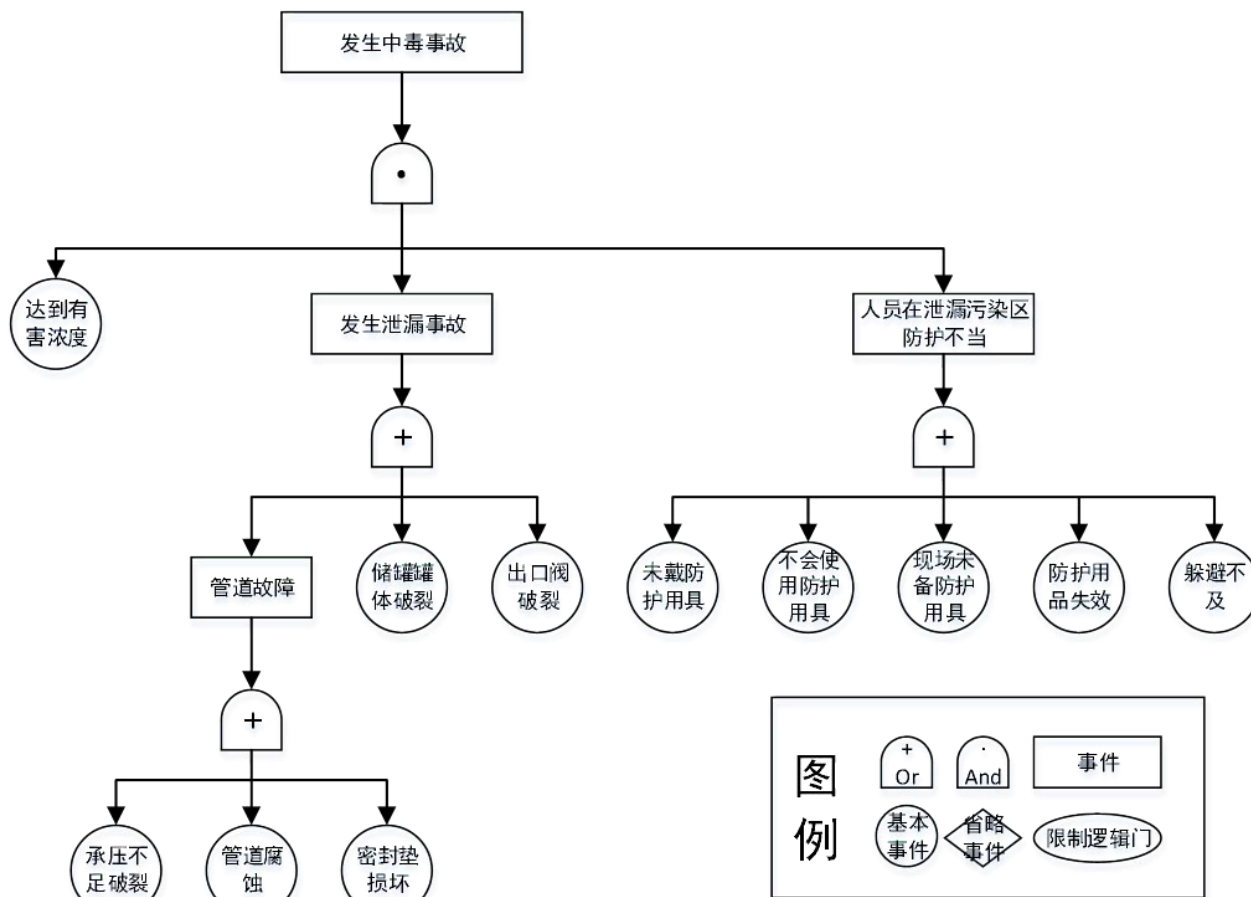 发生中毒事故
•
达到有
害浓度
发生泄漏事故
人员在泄漏污染区
防护不当
+
+
管道故障
储罐罐
体破裂
出口阀
破裂
未戴防
护用具
不会使
用防护
用具
现场未
备防护
用具
防护用
品失效
躲避不
及
+
承压不
足破裂
管道腐
蚀
密封垫
损坏
图
例
+
Or
·
And
事件
基本
事件
省略
事件
限制逻辑门